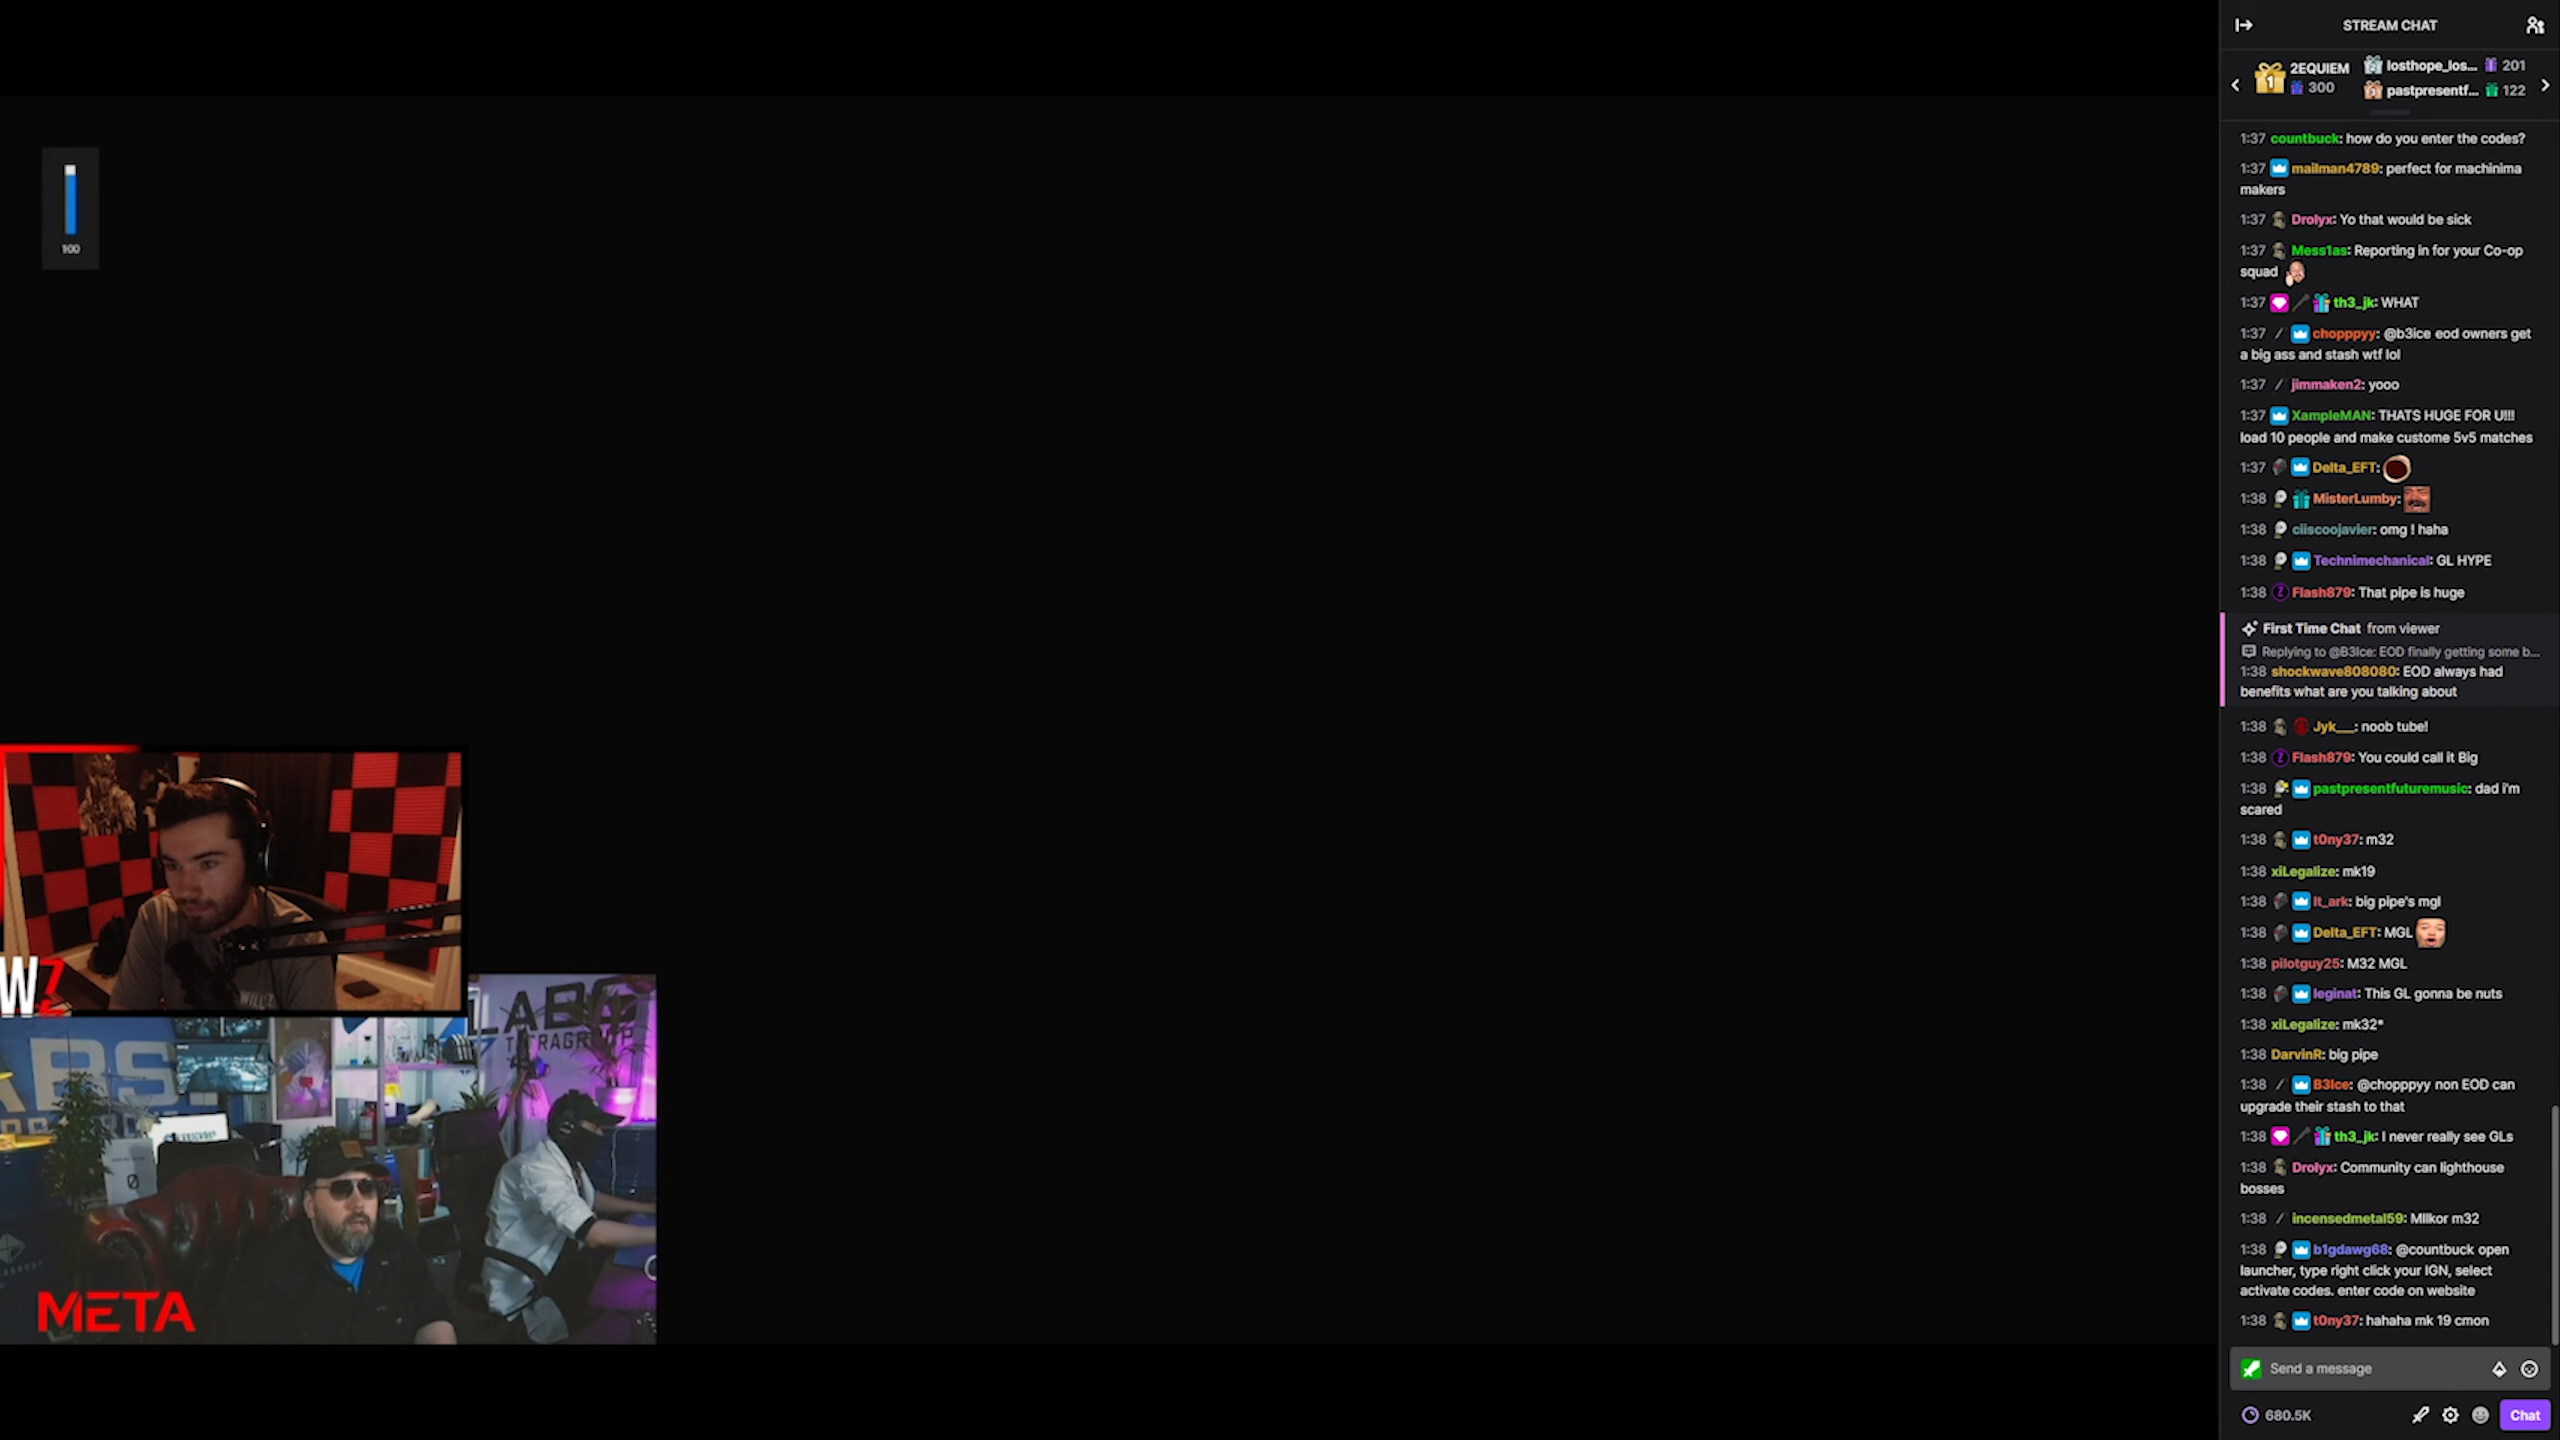 STREAM CHAT
2EQUIEM
300
losthope_los... 201
pastpresentf... 122
100
1:37 countbuck: how do you enter the codes?
1:37 mailman4789: perfect for machinima
makers
1:37 Drolyx: Yo that would be sick
1:37 Mess1as: Reporting in for your Co-op
squad
1:37 th3_jk: WHAT
1:37 chopppyy: @b3ice eod owners get
a big ass and stash wtf lol
1:37 jimmaken2: yooo
1:37 XampleMAN: THATS HUGE FOR U!!!
load 10 people and make custome 5v5 matches
1:37 Delta_EFT:
1:38 MisterLumby:
1:38 ciiscoojavier: omg ! haha
1:38 Technimechanical: GL HYPE
1:38 Flash879: That pipe is huge
First Time Chat from viewer
Replying to @B3Ice: EOD finally getting some b...
1:38 shockwave808080: EOD always had
benefits what are you talking about
1:38 Jyk___: noob tube!
1:38 Flash879: You could call it Big
1:38 pastpresentfuturemusic: dad i'm
scared
1:38 t0ny37: m32
1:38 xiLegalize: mk19
1:38 lt_ark: big pipe's mgl
1:38 Delta_EFT: MGL
1:38 pilotguy25: M32 MGL
1:38 leginat: This GL gonna be nuts
1:38 xiLegalize: mk32*
1:38 DarvinR: big pipe
1:38 B3Ice: @chopppyy non EOD can
upgrade their stash to that
1:38 th3_jk: I never really see GLs
1:38 Drolyx: Community can lighthouse
bosses
1:38 incensedmetal59: MIlkor m32
1:38 b1gdawg68: @countbuck open
launcher, type right click your IGN, select
activate codes. enter code on website
1:38 t0ny37: hahaha mk 19 cmon
Send a message
680.5K
Chat
WZ
LABS
META